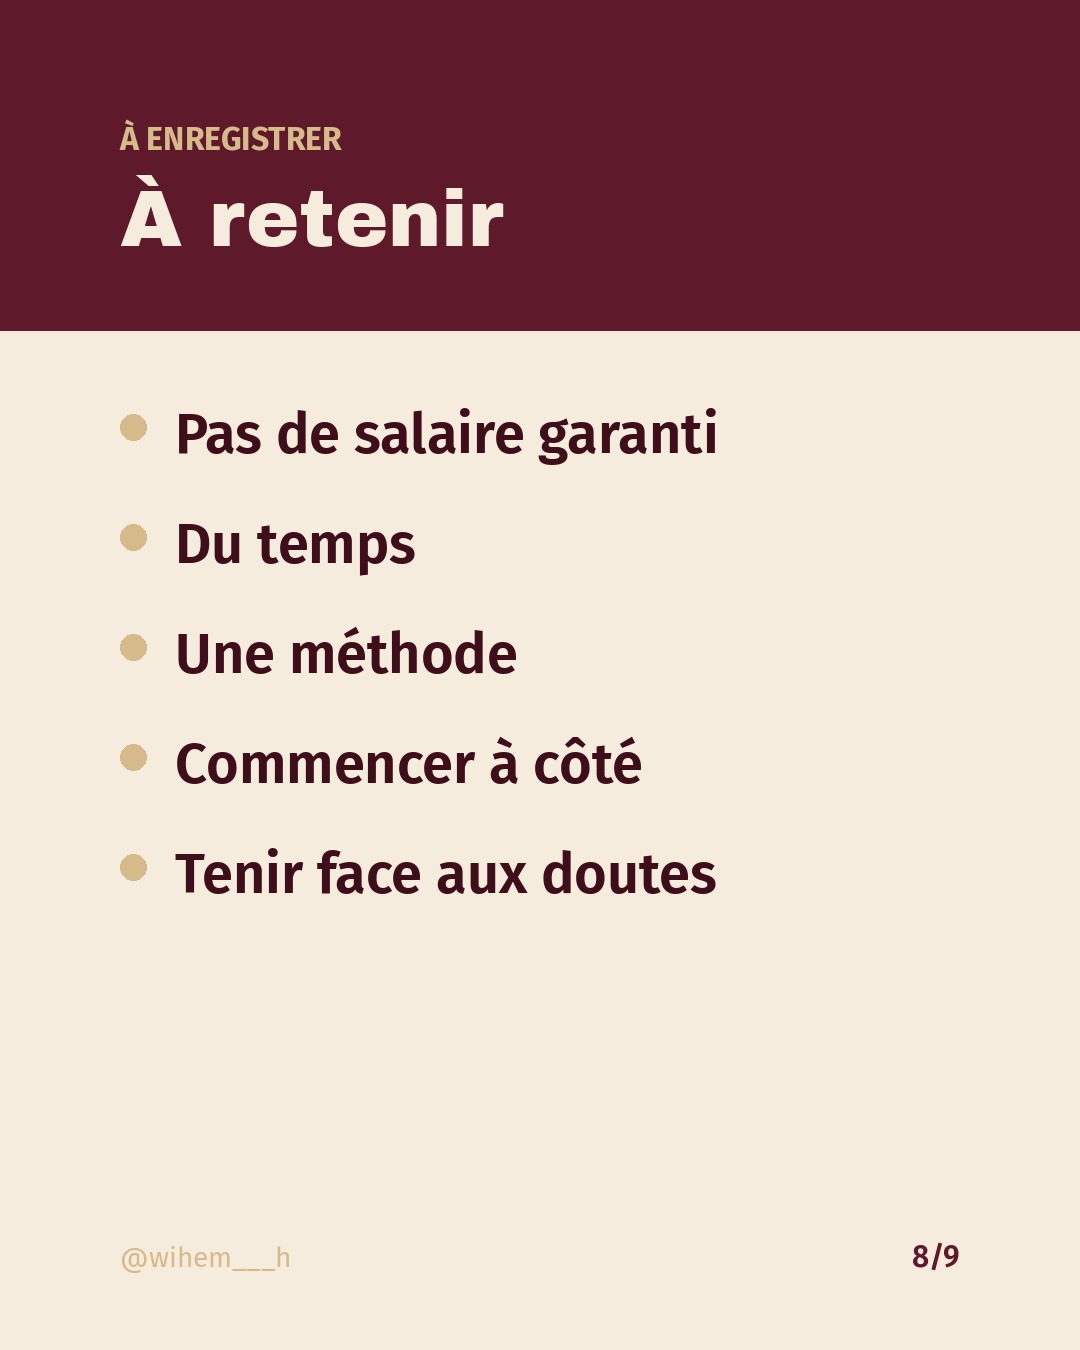 À ENREGISTRER
À retenir
Pas de salaire garanti
Du temps
Une méthode
Commencer à côté
Tenir face aux doutes
@wihem___h
8/9